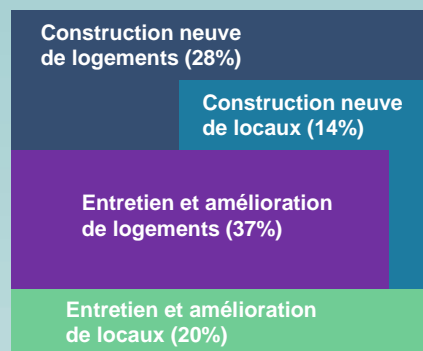 Construction neuve
de logements (28%)
Construction neuve
de locaux (14%)
Entretien et amélioration
de logements (37%)
Entretien et amélioration
de locaux (20%)